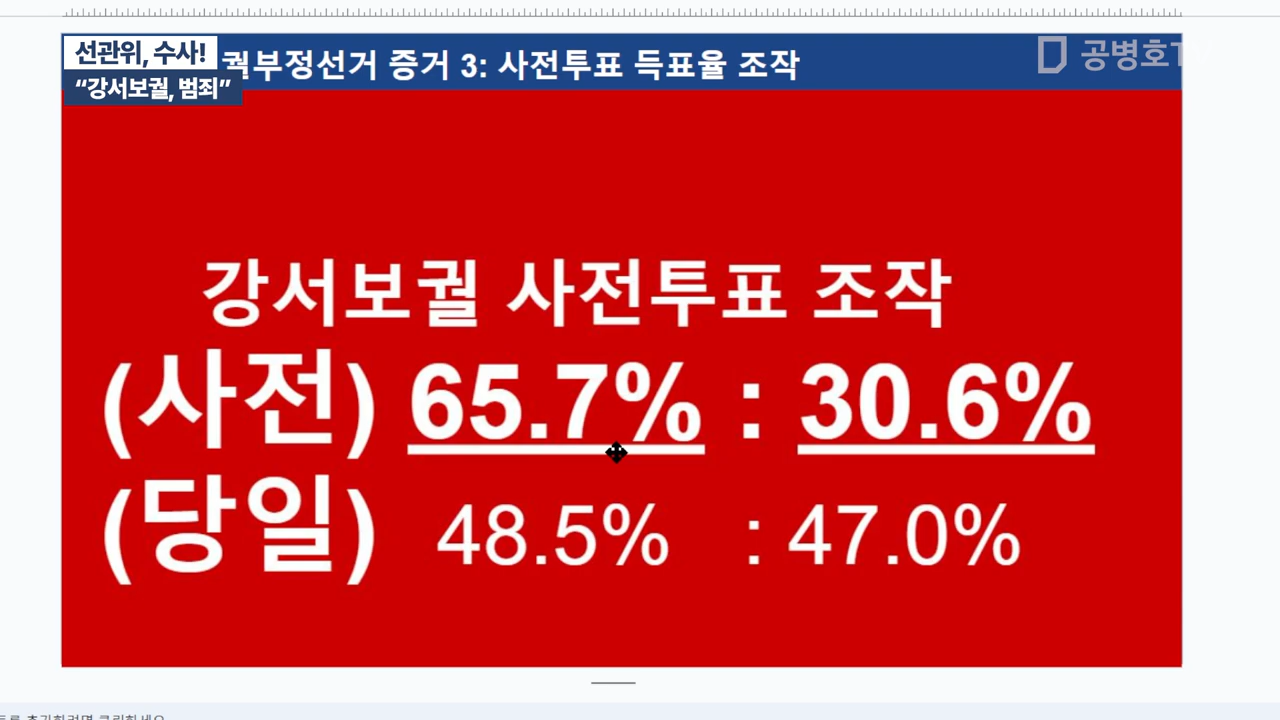 선관위, 수사!
“강서보궐, 범죄”
궐부정선거 증거 3: 사전투표 득표율 조작
공병호TV
강서보궐 사전투표 조작
(사전) 65.7% : 30.6%
(당일) 48.5% : 47.0%